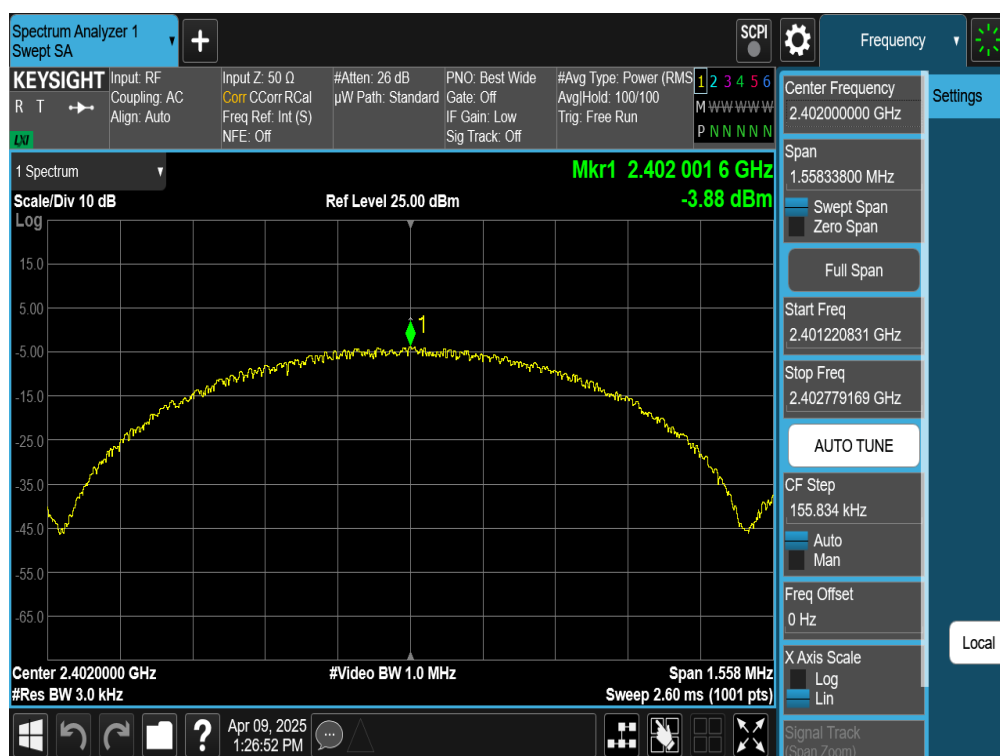 Spectrum Analyzer 1
Swept SA
+
SCPI
Frequency
KEYSIGHT
R T
LXI
Input: RF
Coupling: AC
Align: Auto
Input Z: 50 Ω
Corr CCorr RCal
Freq Ref: Int (S)
NFE: Off
#Atten: 26 dB
µW Path: Standard
PNO: Best Wide
Gate: Off
IF Gain: Low
Sig Track: Off
#Avg Type: Power (RMS
Avg|Hold: 100/100
Trig: Free Run
1 2 3 4 5 6
M W W W W W
P N N N N N
1 Spectrum
Mkr1 2.402 001 6 GHz
-3.88 dBm
Scale/Div 10 dB
Ref Level 25.00 dBm
Log
15.0
5.00
-5.00
-15.0
-25.0
-35.0
-45.0
-55.0
-65.0
1
Center 2.4020000 GHz
#Res BW 3.0 kHz
#Video BW 1.0 MHz
Span 1.558 MHz
Sweep 2.60 ms (1001 pts)
Center Frequency
2.402000000 GHz
Span
1.55833800 MHz
Swept Span
Zero Span
Full Span
Start Freq
2.401220831 GHz
Stop Freq
2.402779169 GHz
AUTO TUNE
CF Step
155.834 kHz
Auto
Man
Freq Offset
0 Hz
X Axis Scale
Log
Lin
Signal Track
(Span Zoom)
Settings
Local
?
Apr 09, 2025
1:26:52 PM